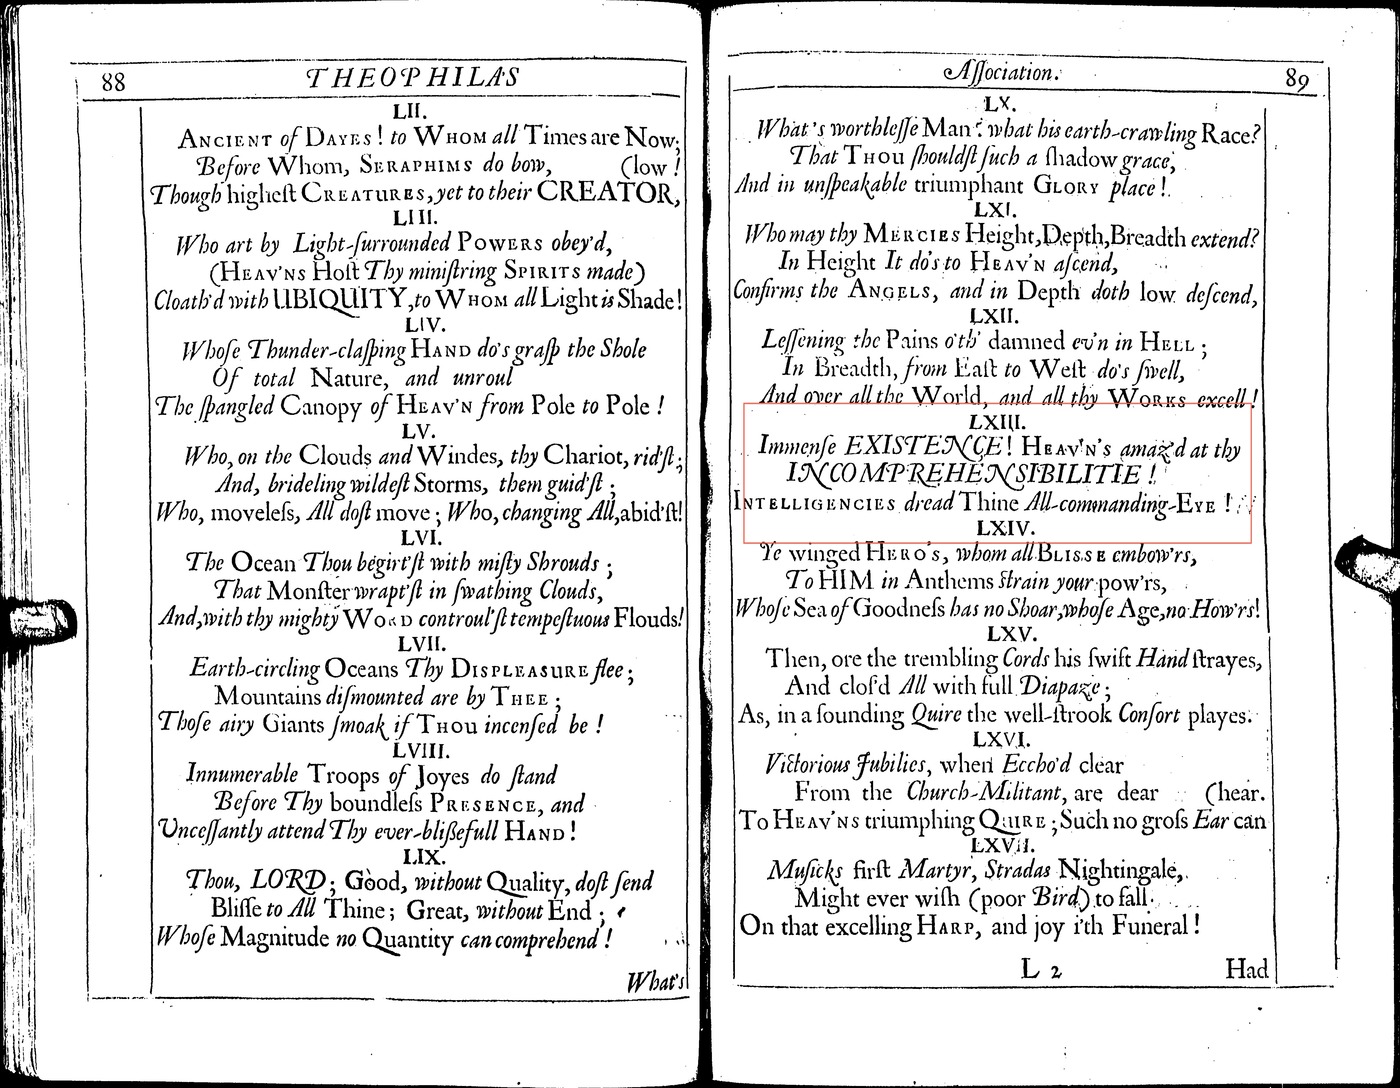 88 THEOPHILA'S
LII.
ANCIENT of DAYES! to WHOM all Times are Now;
Before Whom, SERAPHIMS do bow, (low!
Though higheſt CREATURES, yet to their CREATOR,
LIII.
Who art by Light-ſurrounded POWERS obey'd,
(HEAV'NS Hoſt Thy miniſtring SPIRITS made)
Cloath'd with UBIQUITY, to WHOM all Light is Shade!
LIV.
Whoſe Thunder-claſping HAND do's graſp the Shole
Of total Nature, and unroul
The ſpangled Canopy of HEAV'N from Pole to Pole!
LV.
Who, on the Clouds and Windes, thy Chariot, rid'ſt;
And, brideling wildeſt Storms, them guid'ſt;
Who, moveleſs, All doſt move; Who, changing All, abid'ſt!
LVI.
The Ocean Thou begirt'ſt with miſty Shrouds;
That Monſter wrapt'ſt in ſwathing Clouds,
And, with thy mighty WORD controul'ſt tempeſtuous Flouds!
LVII.
Earth-circling Oceans Thy DISPLEASURE flee;
Mountains diſmounted are by THEE;
Thoſe airy Giants ſmoak if THOU incenſed be!
LVIII.
Innumerable Troops of Joyes do ſtand
Before Thy boundleſs PRESENCE, and
Unceſſantly attend Thy ever-blißefull HAND!
LIX.
Thou, LORD; Good, without Quality, doſt ſend
Bliſſe to All Thine; Great, without End;
Whoſe Magnitude no Quantity can comprehend!
What's
Aſſociation. 89
LX.
What's worthleſſe Man? what his earth-crawling Race?
That THOU ſhouldſt ſuch a ſhadow grace,
And in unſpeakable triumphant GLORY place!
LXI.
Who may thy MERCIES Height, Depth, Breadth extend?
In Height It do's to HEAV'N aſcend,
Confirms the ANGELS, and in Depth doth low deſcend,
LXII.
Leſſening the Pains o'th' damned ev'n in HELL;
In Breadth, from Eaſt to Weſt do's ſwell,
And over all the World, and all thy WORKS excell!
LXIII.
Immenſe EXISTENCE! HEAV'N'S amaz'd at thy
INCOMPREHENSIBILITIE!
INTELLIGENCIES dread Thine All-commanding-EYE!
LXIV.
Ye winged HERO'S, whom all BLISSE embow'rs,
To HIM in Anthems ſtrain your pow'rs,
Whoſe Sea of Goodneſs has no Shoar, whoſe Age, no How'rs!
LXV.
Then, ore the trembling Cords his ſwift Hand ſtrayes,
And cloſ'd All with full Diapaze;
As, in a ſounding Quire the well-ſtrook Conſort playes.
LXVI.
Victorious Jubilies, when Eccho'd clear
From the Church-Militant, are dear (hear.
To HEAV'NS triumphing QUIRE; Such no groſs Ear can
LXVII.
Muſicks firſt Martyr, Stradas Nightingale,
Might ever wiſh (poor Bird) to fall
On that excelling HARP, and joy i'th Funeral!
L 2 Had